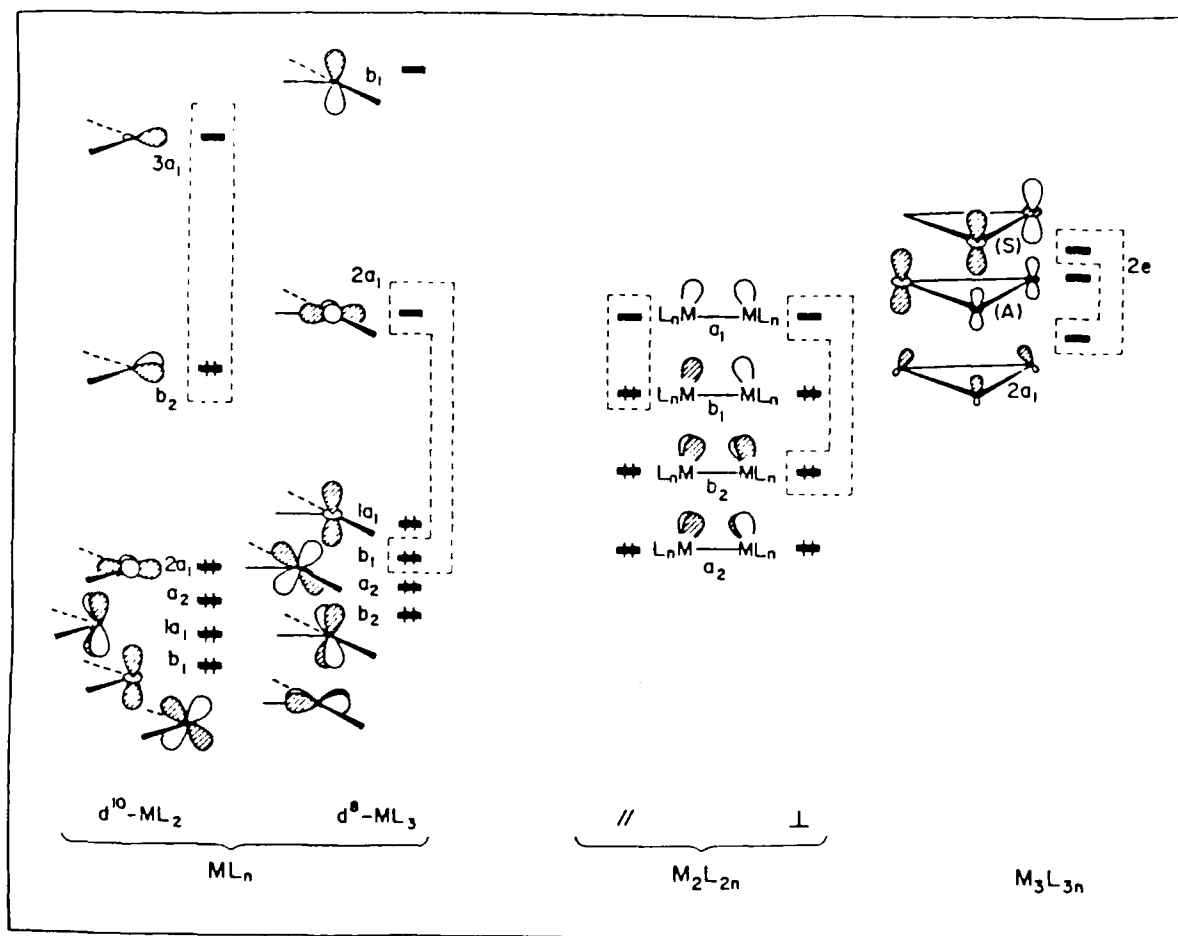 b₁
3a₁
2a₁
b₂
1a₁
b₁
a₂
b₂
2a₁
a₂
1a₁
b₁
d¹⁰-ML₂
d⁸-ML₃
MLₙ
LₙM MLₙ
a₁
LₙM MLₙ
b₁
LₙM MLₙ
b₂
LₙM MLₙ
a₂
//
⊥
M₂L₂ₙ
(S)
2e
(A)
2a₁
M₃L₃ₙ